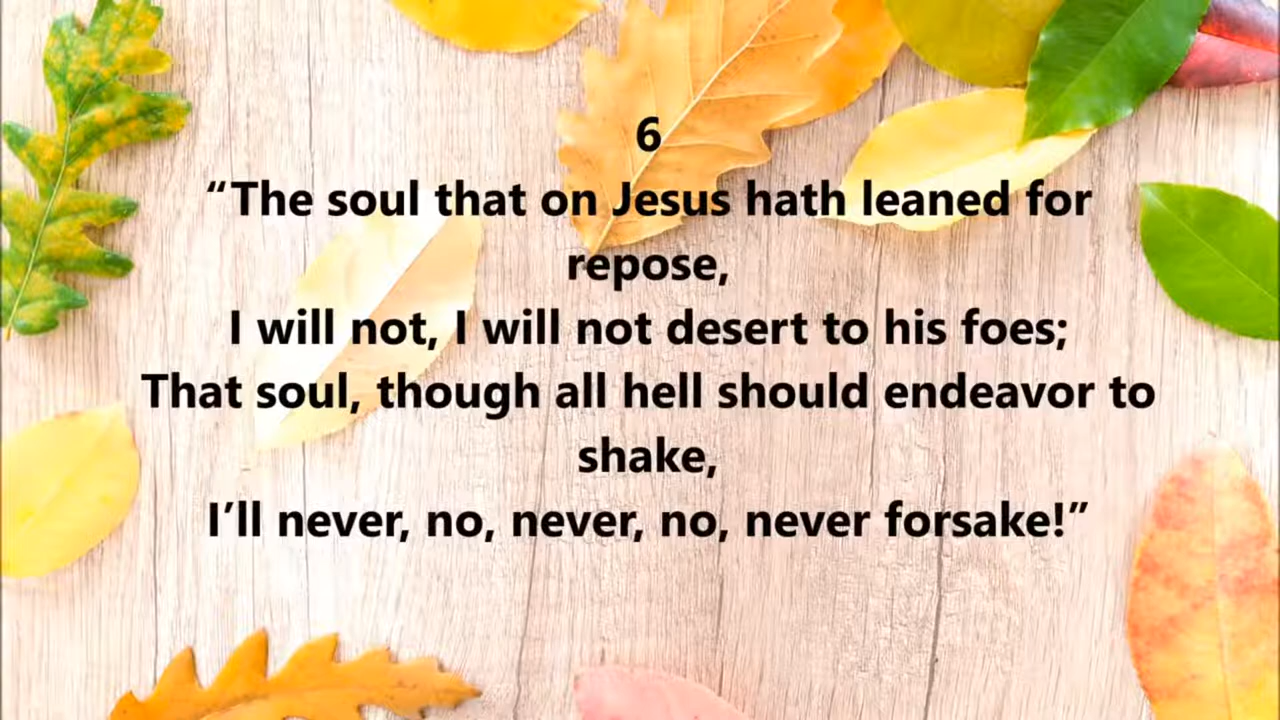 6
“The soul that on Jesus hath leaned for
repose,
I will not, I will not desert to his foes;
That soul, though all hell should endeavor to
shake,
I’ll never, no, never, no, never forsake!”